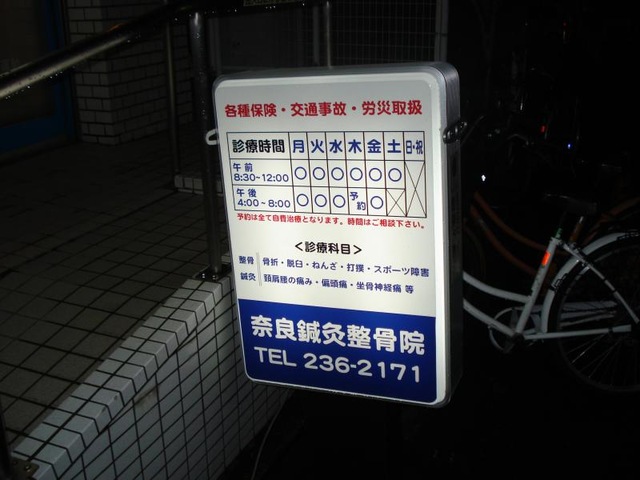 各種保険・交通事故・労災取扱
診療時間 月 火 水 木 金 土 日・祝
午前 8:30~12:00 ○ ○ ○ ○ ○ ○
午後 4:00~8:00 ○ ○ ○ 予約 ○
予約は全て自費治療となります。時間はご相談下さい。
<診療科目>
整骨 骨折・脱臼・ねんざ・打撲・スポーツ障害
鍼灸 頚肩腰の痛み・偏頭痛・坐骨神経痛 等
奈良鍼灸整骨院
TEL 236-2171